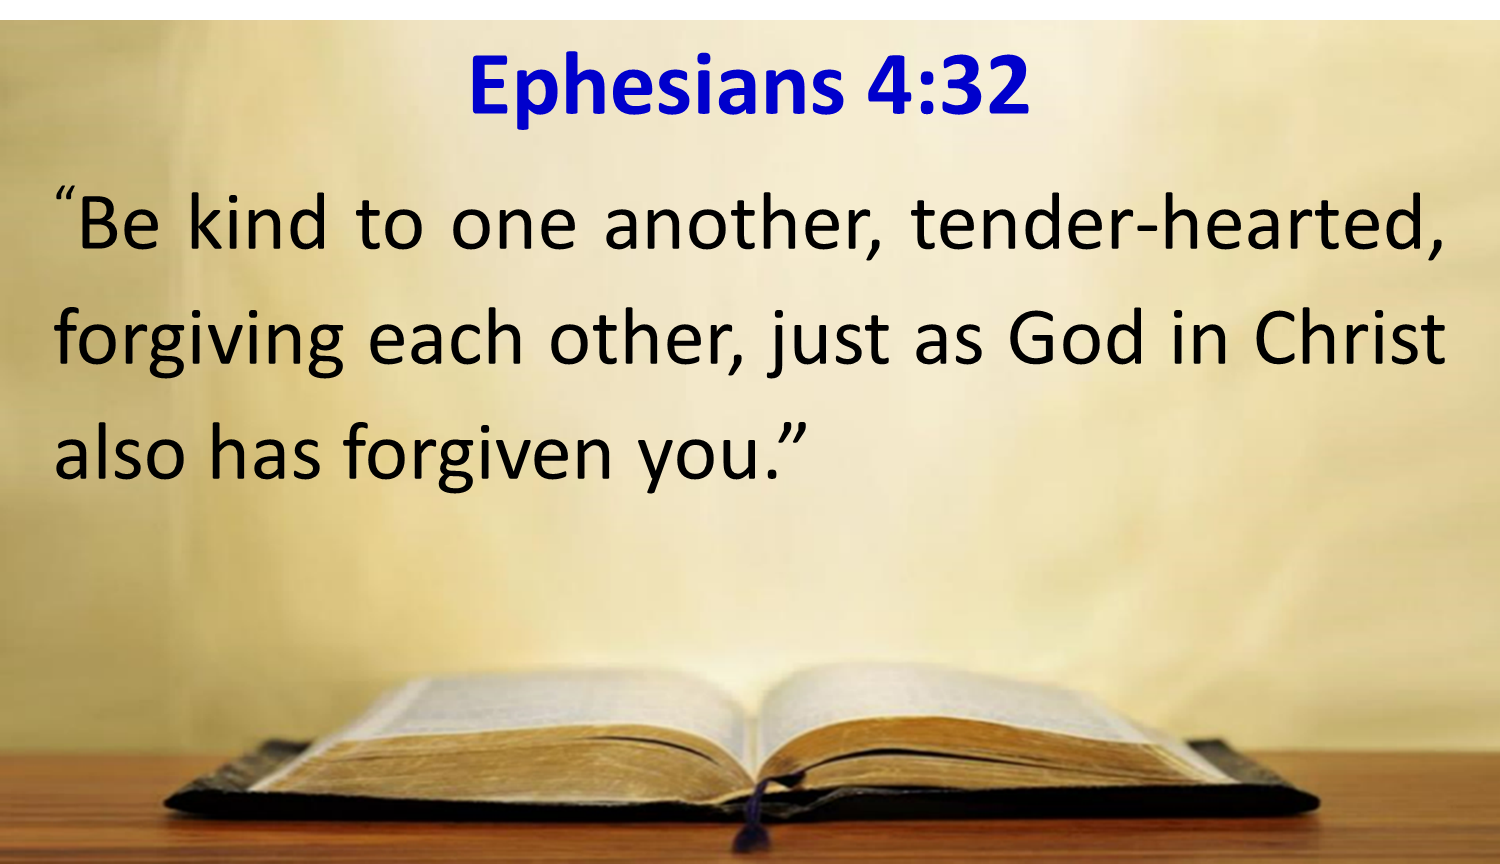 Ephesians 4:32
“Be kind to one another, tender-hearted,
forgiving each other, just as God in Christ
also has forgiven you.”